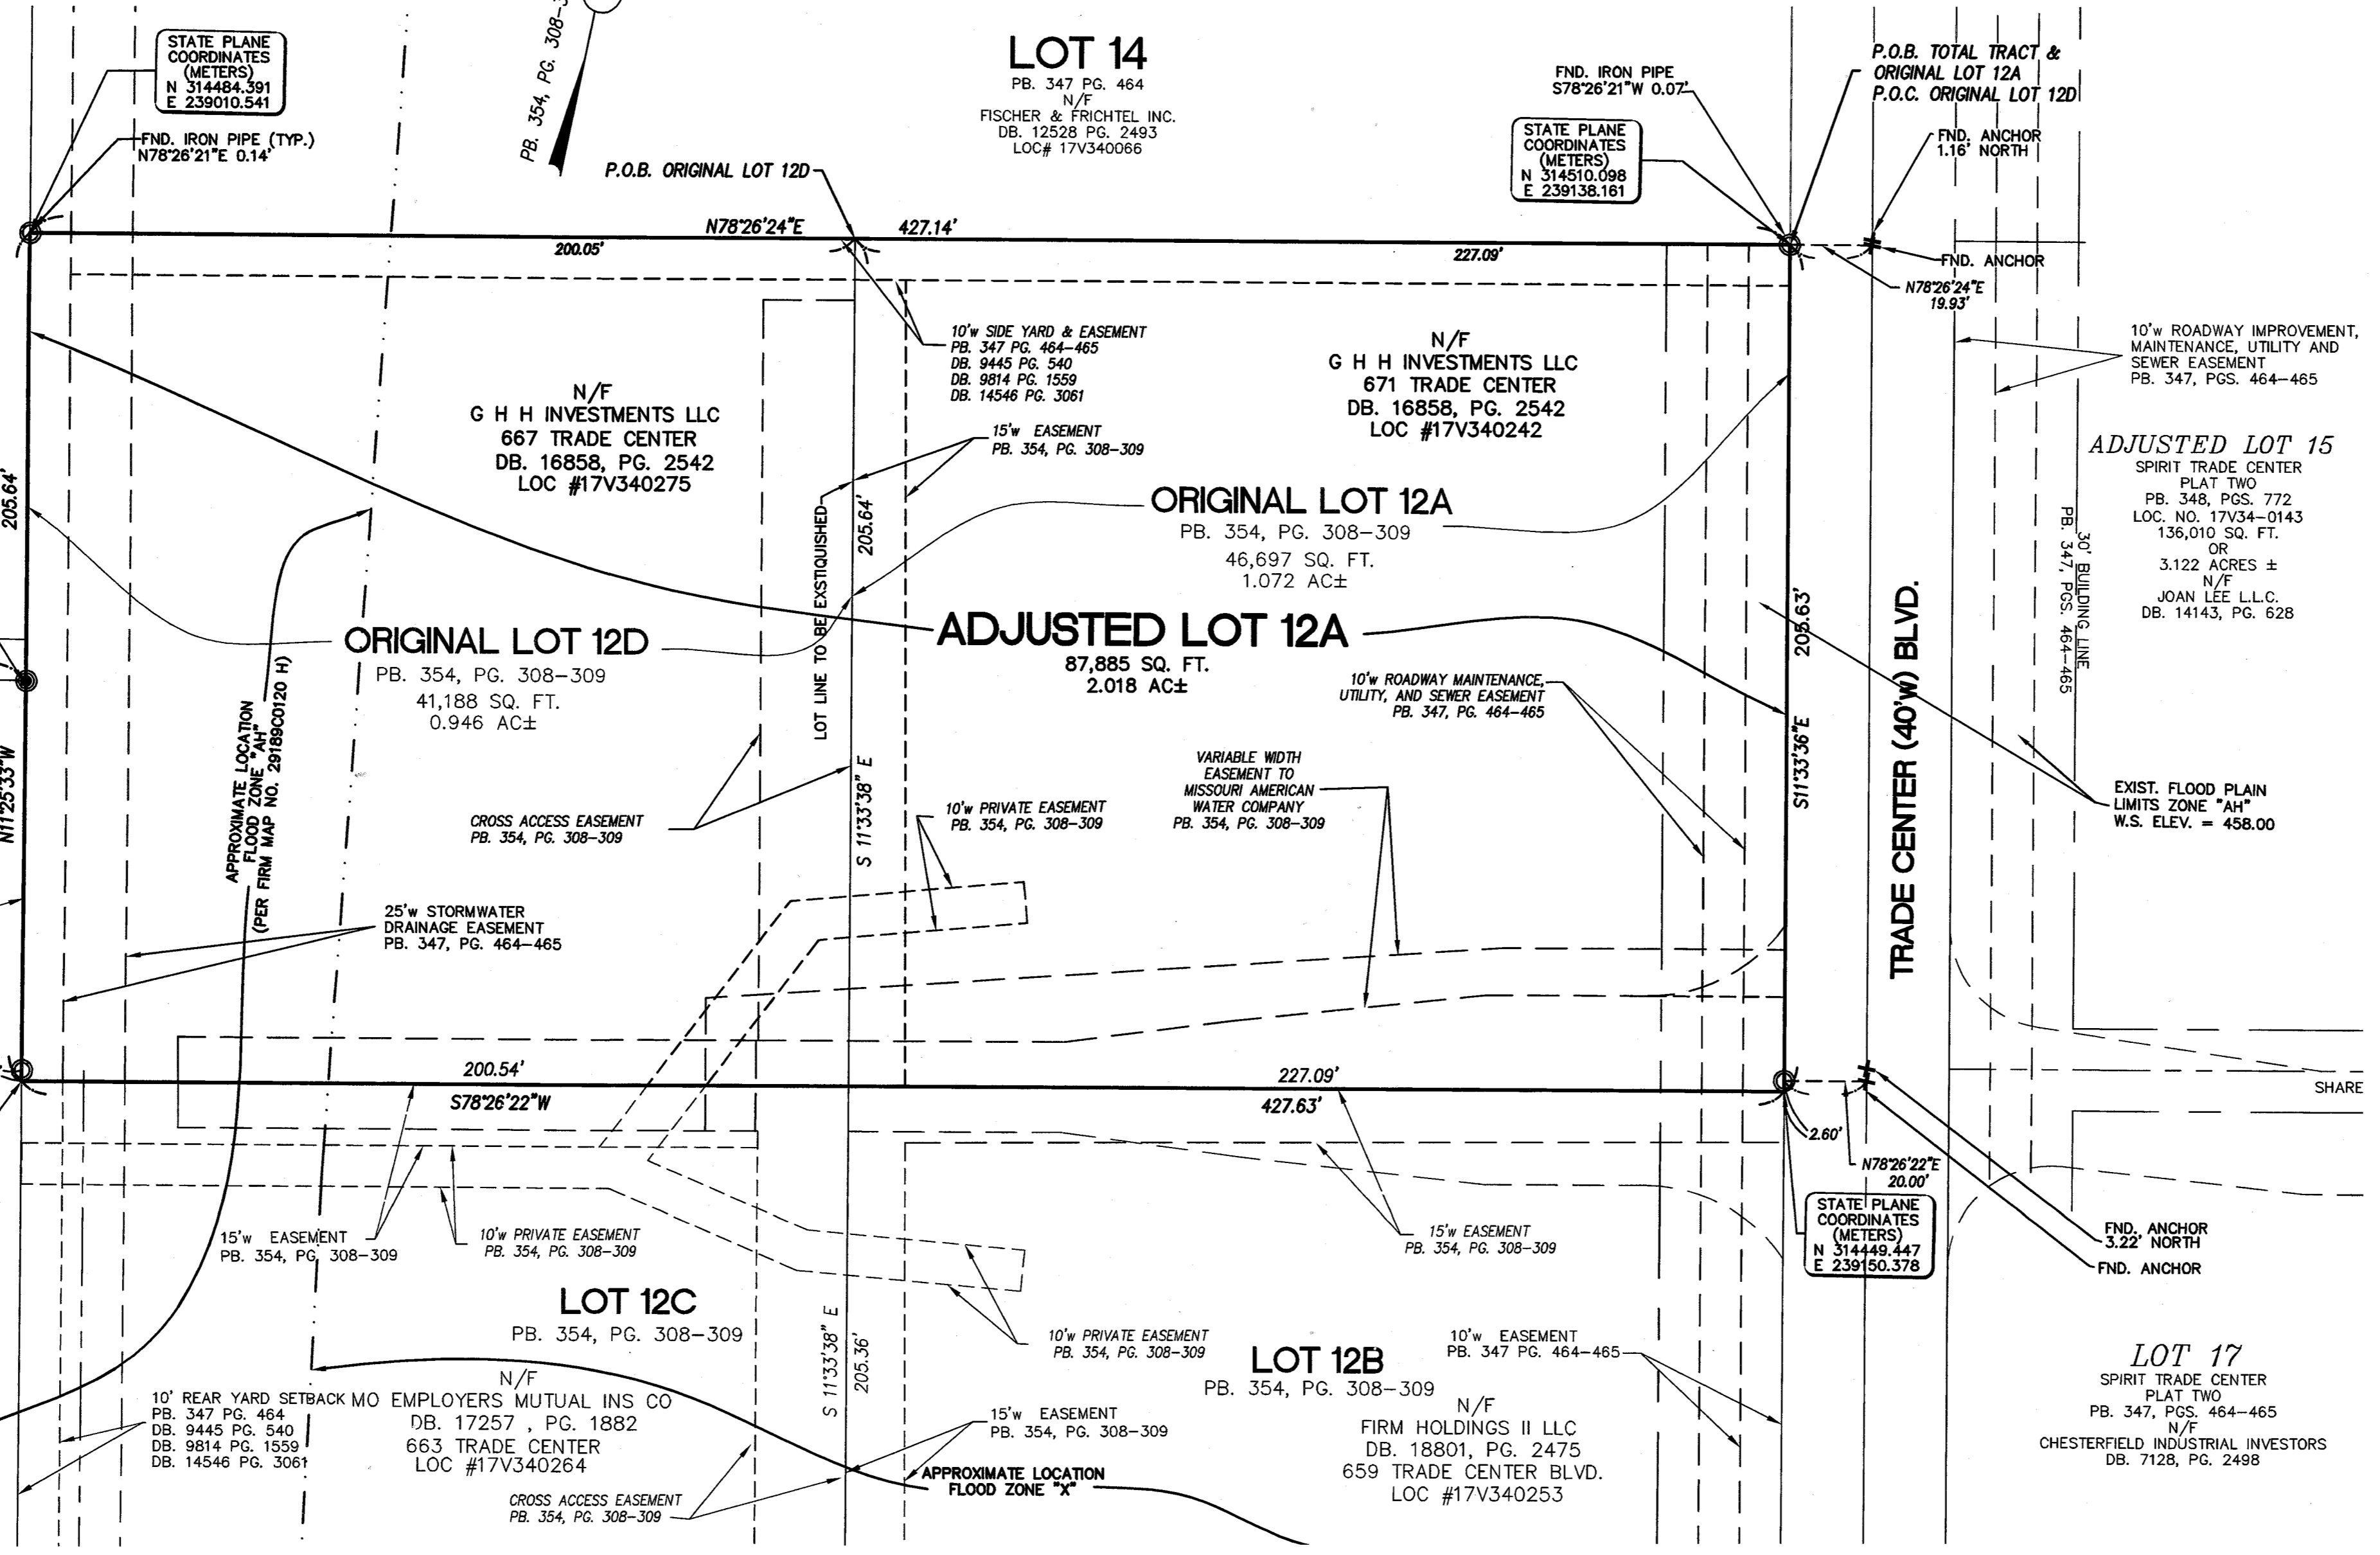 STATE PLANE
COORDINATES
(METERS)
N 314484.391
E 239010.541
FND. IRON PIPE (TYP.)
N78°26'21"E 0.14'
PB. 354, PG. 308-3
LOT 14
PB. 347 PG. 464
N/F
FISCHER & FRICHTEL INC.
DB. 12528 PG. 2493
LOC# 17V340066
P.O.B. ORIGINAL LOT 12D
FND. IRON PIPE
S78°26'21"W 0.07'
STATE PLANE
COORDINATES
(METERS)
N 314510.098
E 239138.161
P.O.B. TOTAL TRACT &
ORIGINAL LOT 12A
P.O.C. ORIGINAL LOT 12D
FND. ANCHOR
1.16' NORTH
N78°26'24"E 427.14'
200.05' 227.09'
FND. ANCHOR
N78°26'24"E
19.93'
10'w SIDE YARD & EASEMENT
PB. 347 PG. 464-465
DB. 9445 PG. 540
DB. 9814 PG. 1559
DB. 14546 PG. 3061
N/F
G H H INVESTMENTS LLC
671 TRADE CENTER
DB. 16858, PG. 2542
LOC #17V340242
10'w ROADWAY IMPROVEMENT,
MAINTENANCE, UTILITY AND
SEWER EASEMENT
PB. 347, PGS. 464-465
N/F
G H H INVESTMENTS LLC
667 TRADE CENTER
DB. 16858, PG. 2542
LOC #17V340275
15'w EASEMENT
PB. 354, PG. 308-309
ADJUSTED LOT 15
SPIRIT TRADE CENTER
PLAT TWO
PB. 348, PGS. 772
LOC. NO. 17V34-0143
136,010 SQ. FT.
OR
3.122 ACRES ±
N/F
JOAN LEE L.L.C.
DB. 14143, PG. 628
30' BUILDING LINE
PB. 347, PGS. 464-465
205.64'
N11°25'33"W
LOT LINE TO BE EXSTIQUISHED
205.64'
S 11°33'38" E
ORIGINAL LOT 12A
PB. 354, PG. 308-309
46,697 SQ. FT.
1.072 AC±
ORIGINAL LOT 12D
PB. 354, PG. 308-309
41,188 SQ. FT.
0.946 AC±
ADJUSTED LOT 12A
87,885 SQ. FT.
2.018 AC±
205.63'
S11°33'36"E
TRADE CENTER (40'w) BLVD.
10'w ROADWAY MAINTENANCE,
UTILITY, AND SEWER EASEMENT
PB. 347, PG. 464-465
APPROXIMATE LOCATION
FLOOD ZONE "AH"
(PER FIRM MAP NO. 29189C0120 H)
VARIABLE WIDTH
EASEMENT TO
MISSOURI AMERICAN
WATER COMPANY
PB. 354, PG. 308-309
EXIST. FLOOD PLAIN
LIMITS ZONE "AH"
W.S. ELEV. = 458.00
CROSS ACCESS EASEMENT
PB. 354, PG. 308-309
10'w PRIVATE EASEMENT
PB. 354, PG. 308-309
25'w STORMWATER
DRAINAGE EASEMENT
PB. 347, PG. 464-465
200.54' 227.09'
S78°26'22"W 427.63'
SHARE
2.60'
N78°26'22"E
20.00'
STATE PLANE
COORDINATES
(METERS)
N 314449.447
E 239150.378
FND. ANCHOR
3.22' NORTH
FND. ANCHOR
15'w EASEMENT
PB. 354, PG. 308-309
10'w PRIVATE EASEMENT
PB. 354, PG. 308-309
15'w EASEMENT
PB. 354, PG. 308-309
LOT 12C
PB. 354, PG. 308-309
N/F
MO EMPLOYERS MUTUAL INS CO
DB. 17257 , PG. 1882
663 TRADE CENTER
LOC #17V340264
10' REAR YARD SETBACK
PB. 347 PG. 464
DB. 9445 PG. 540
DB. 9814 PG. 1559
DB. 14546 PG. 3061
S 11°33'38" E
205.36'
10'w PRIVATE EASEMENT
PB. 354, PG. 308-309
LOT 12B
PB. 354, PG. 308-309
N/F
FIRM HOLDINGS II LLC
DB. 18801, PG. 2475
659 TRADE CENTER BLVD.
LOC #17V340253
10'w EASEMENT
PB. 347 PG. 464-465
LOT 17
SPIRIT TRADE CENTER
PLAT TWO
PB. 347, PGS. 464-465
N/F
CHESTERFIELD INDUSTRIAL INVESTORS
DB. 7128, PG. 2498
15'w EASEMENT
PB. 354, PG. 308-309
APPROXIMATE LOCATION
FLOOD ZONE "X"
CROSS ACCESS EASEMENT
PB. 354, PG. 308-309